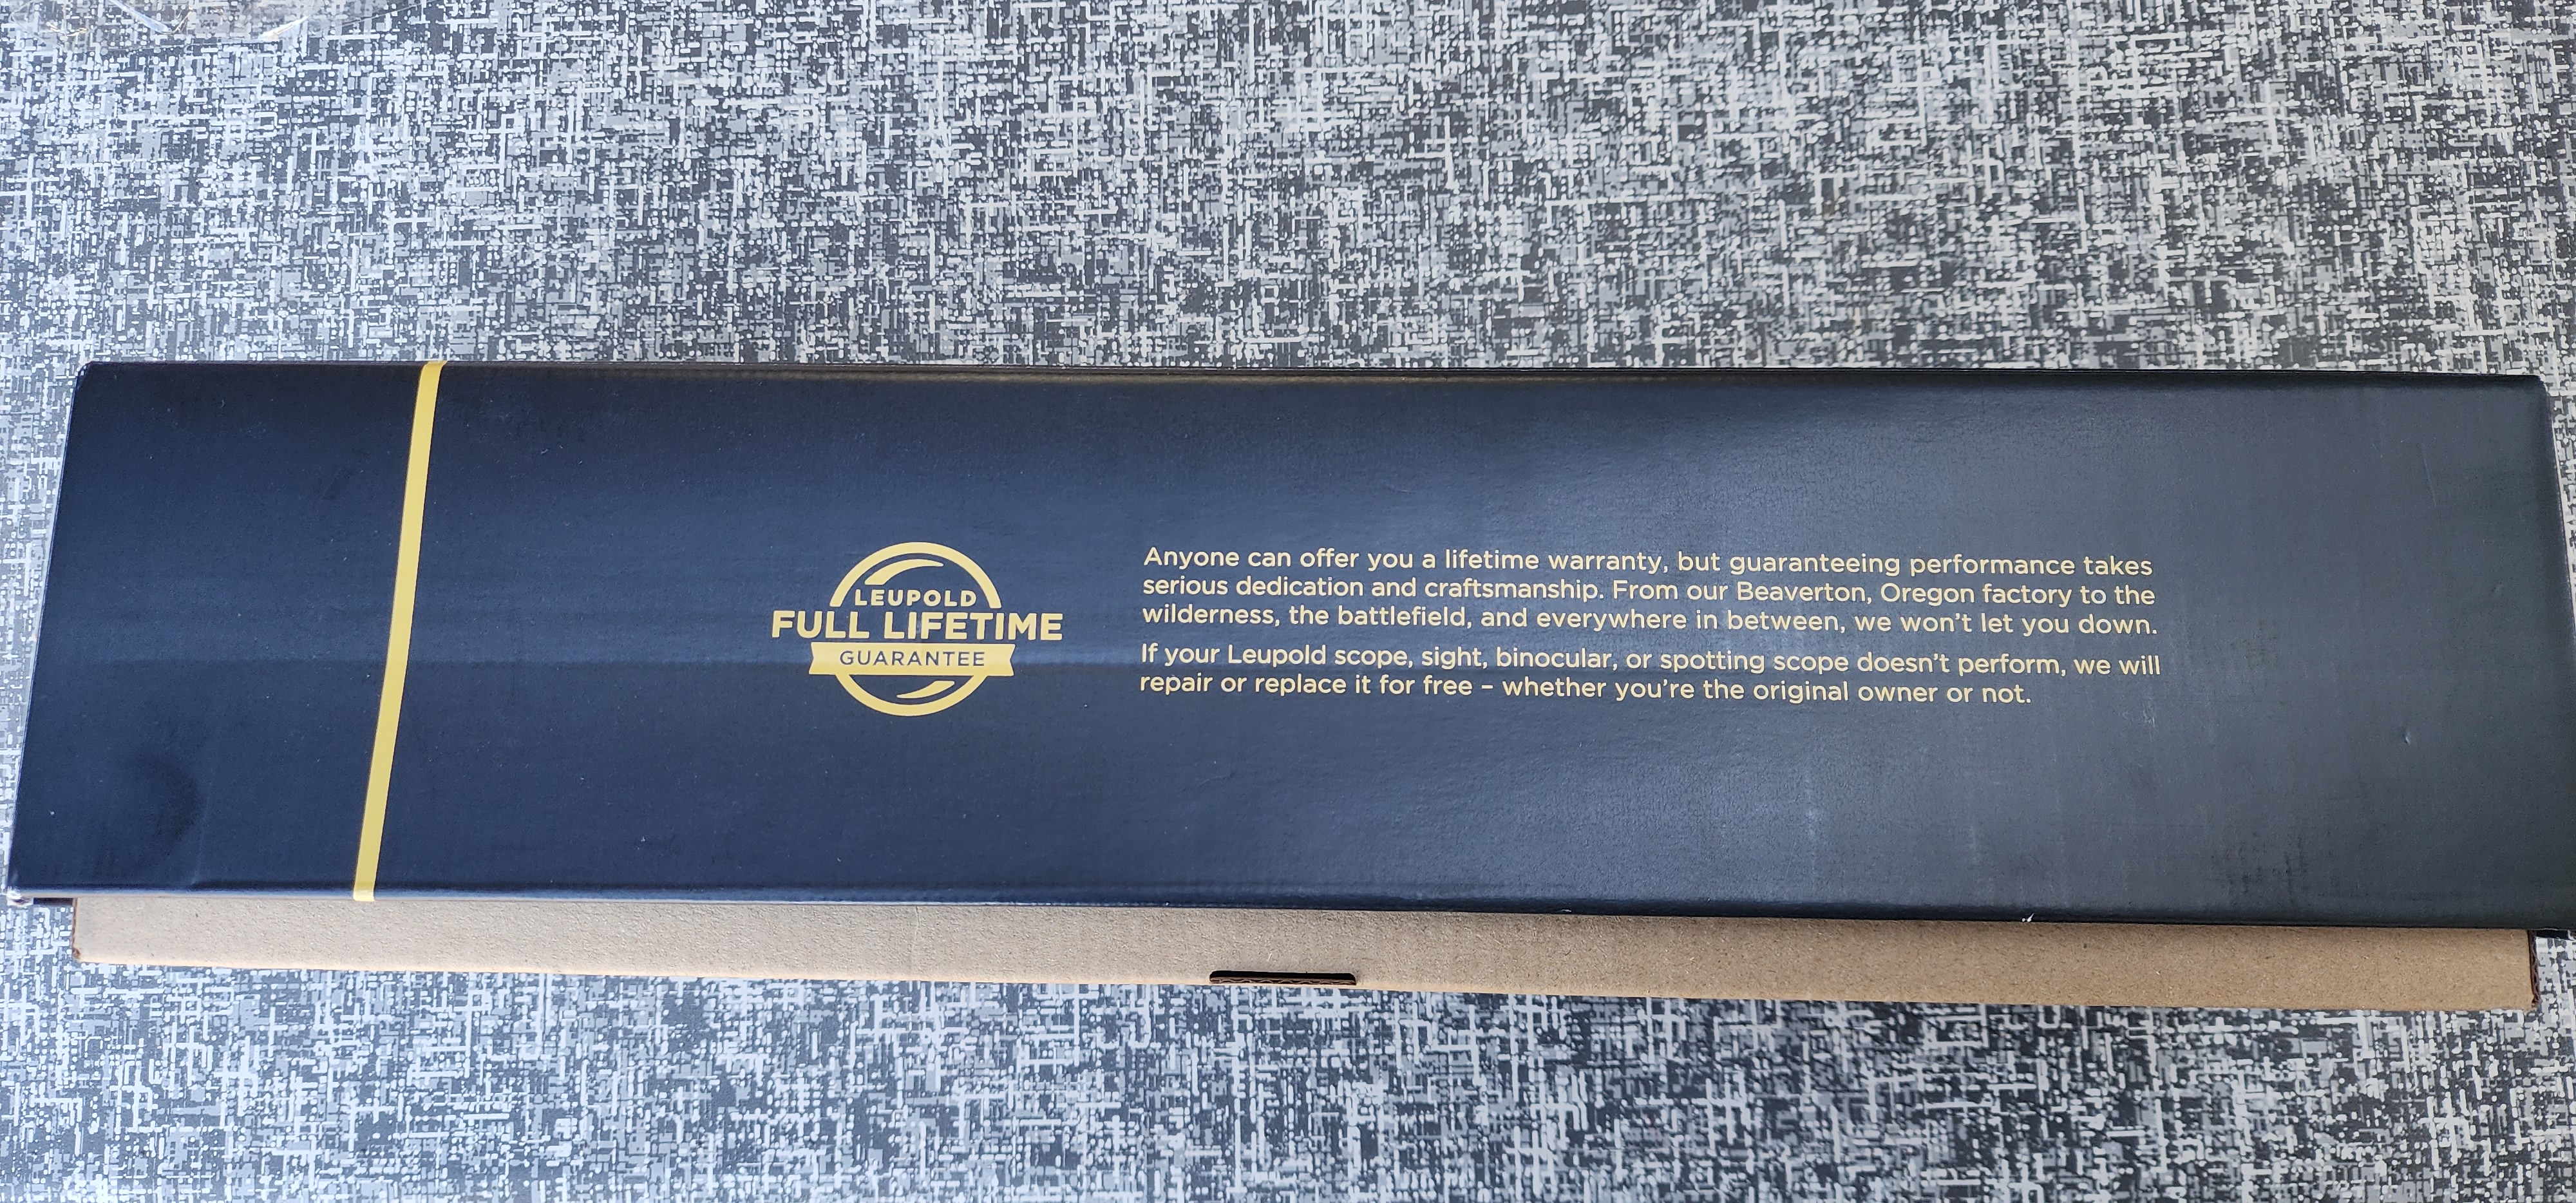 LEUPOLD
FULL LIFETIME
GUARANTEE
Anyone can offer you a lifetime warranty, but guaranteeing performance takes
serious dedication and craftsmanship. From our Beaverton, Oregon factory to the
wilderness, the battlefield, and everywhere in between, we won't let you down.
If your Leupold scope, sight, binocular, or spotting scope doesn't perform, we will
repair or replace it for free – whether you're the original owner or not.